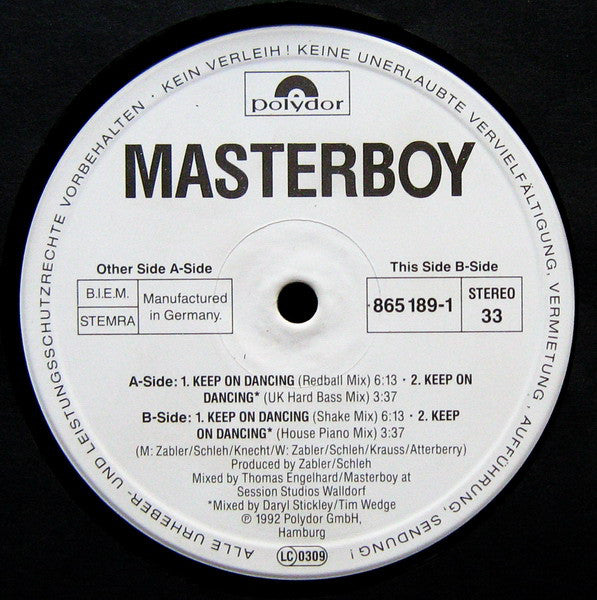 ALLE URHEBER- UND LEISTUNGSSCHUTZRECHTE VORBEHALTEN · KEIN VERLEIH! KEINE UNERLAUBTE VERVIELFÄLTIGUNG, VERMIETUNG, AUFFÜHRUNG, SENDUNG!
polydor
MASTERBOY
Other Side A-Side
B.I.E.M.
STEMRA
Manufactured
in Germany.
This Side B-Side
865 189-1
STEREO
33
A-Side: 1. KEEP ON DANCING (Redball Mix) 6:13 · 2. KEEP ON
DANCING* (UK Hard Bass Mix) 3:37
B-Side: 1. KEEP ON DANCING (Shake Mix) 6:13 · 2. KEEP
ON DANCING* (House Piano Mix) 3:37
(M: Zabler/Schleh/Knecht/W: Zabler/Schleh/Krauss/Atterberry)
Produced by Zabler/Schleh
Mixed by Thomas Engelhard/Masterboy at
Session Studios Walldorf
*Mixed by Daryl Stickley/Tim Wedge
℗ 1992 Polydor GmbH,
Hamburg
LC 0309